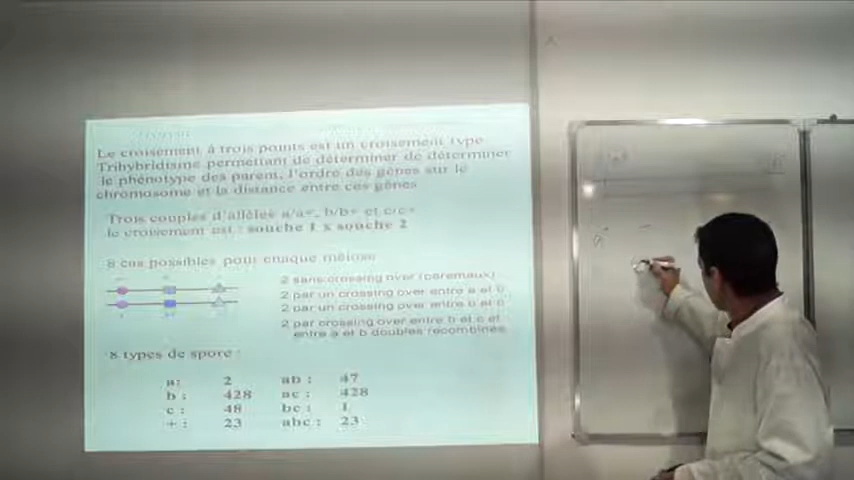 Le croisement à trois points est un croisement type
Trihybridisme permettant de déterminer de déterminer
le phénotype des parent, l'ordre des gènes sur le
chromosome et la distance entre ces gènes
Trois couples d'allèles a/a+, b/b+ et c/c+
le croisement est : souche 1 x souche 2
8 cas possibles pour chaque méiose
2 sans crossing over (parentaux)
2 par un crossing over entre a et b
2 par un crossing over entre b et c
2 par crossing over entre b et c et
entre a et b doubles recombinés
8 types de spore :
a: 2 ab : 47
b : 428 ac : 428
c : 48 bc : 1
+ : 23 abc : 23